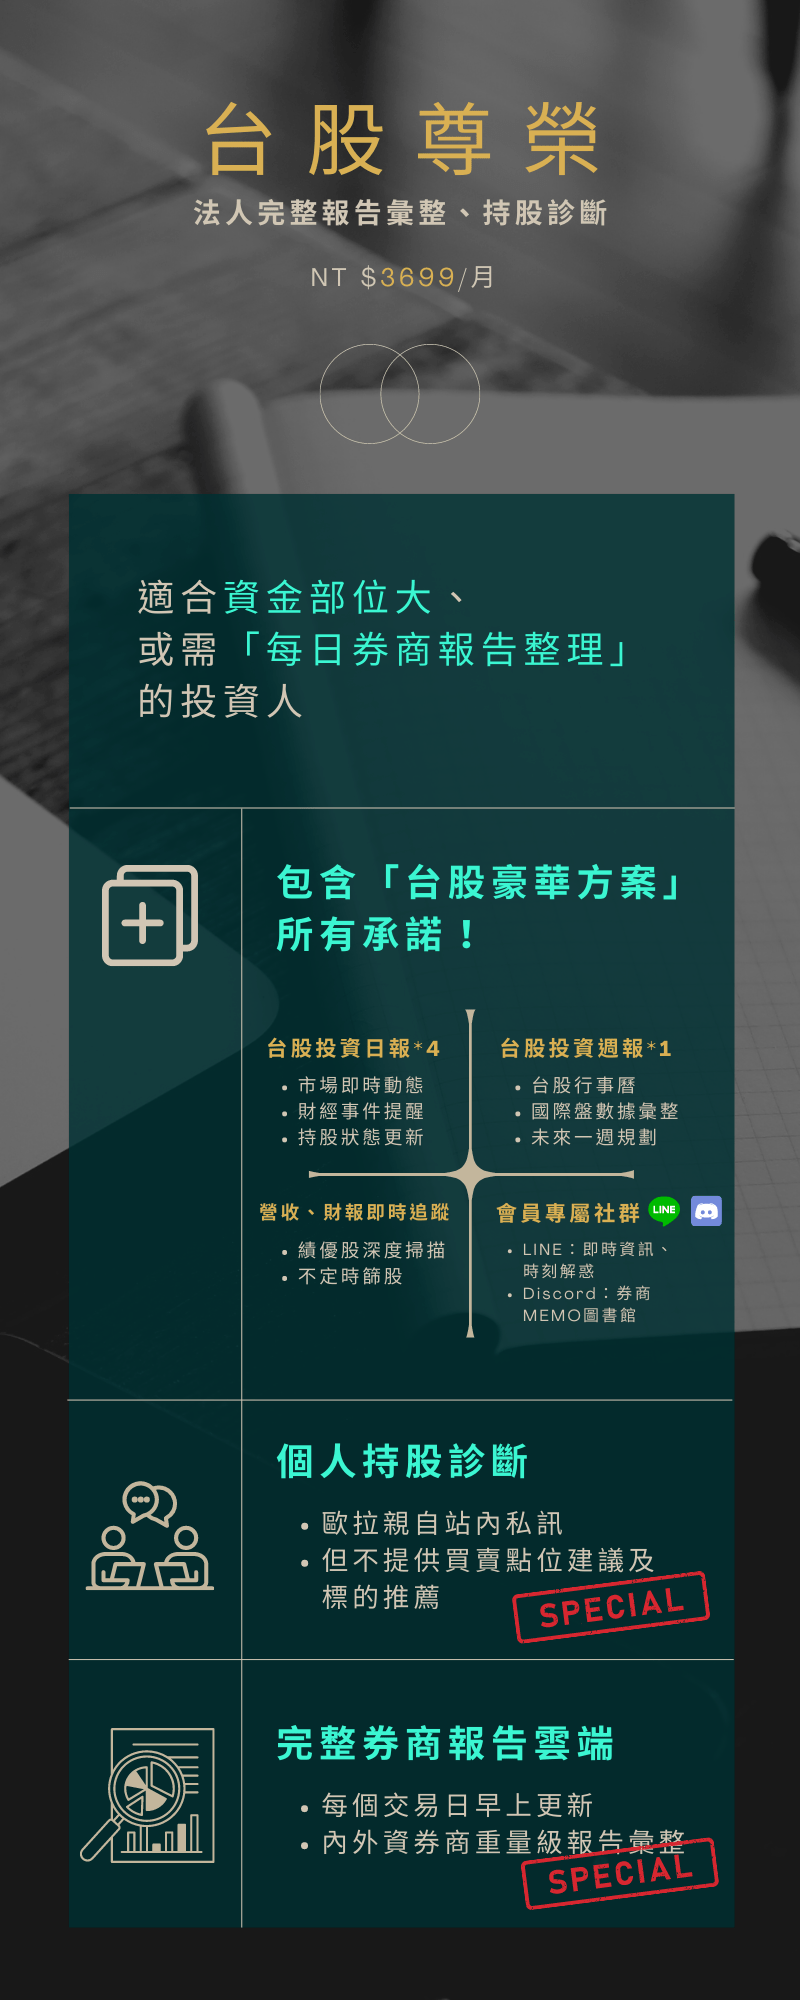 台股尊榮
法人完整報告彙整、持股診斷
NT $3699/月
適合資金部位大、
或需「每日券商報告整理」
的投資人
包含「台股豪華方案」
所有承諾！
台股投資日報*4
• 市場即時動態
• 財經事件提醒
• 持股狀態更新
台股投資週報*1
• 台股行事曆
• 國際盤數據彙整
• 未來一週規劃
營收、財報即時追蹤
• 績優股深度掃描
• 不定時篩股
會員專屬社群 LINE
• LINE：即時資訊、
時刻解惑
• Discord：券商
MEMO圖書館
個人持股診斷
• 歐拉親自站內私訊
• 但不提供買賣點位建議及
標的推薦
SPECIAL
完整券商報告雲端
• 每個交易日早上更新
• 內外資券商重量級報告彙整
SPECIAL